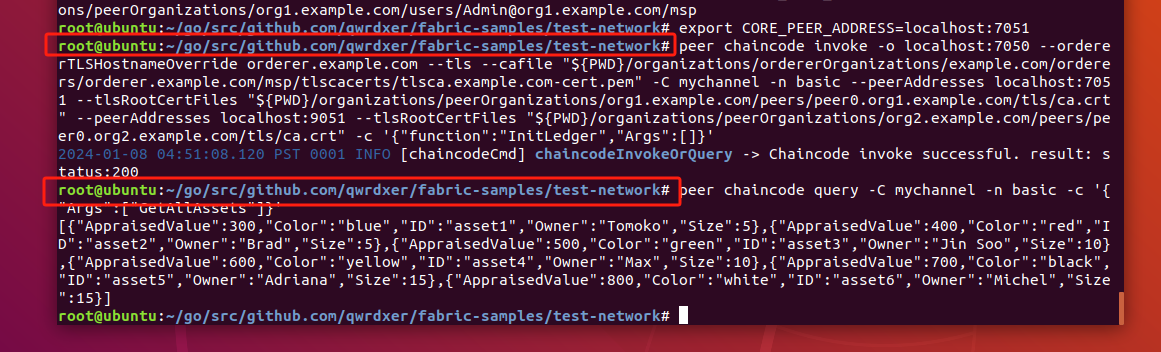 ons/peerOrganizations/org1.example.com/users/Admin@org1.example.com/msp
root@ubuntu:~/go/src/github.com/qwrdxer/fabric-samples/test-network# export CORE_PEER_ADDRESS=localhost:7051
root@ubuntu:~/go/src/github.com/qwrdxer/fabric-samples/test-network# peer chaincode invoke -o localhost:7050 --ordere
rTLSHostnameOverride orderer.example.com --tls --cafile "${PWD}/organizations/ordererOrganizations/example.com/ordere
rs/orderer.example.com/msp/tlscacerts/tlsca.example.com-cert.pem" -C mychannel -n basic --peerAddresses localhost:705
1 --tlsRootCertFiles "${PWD}/organizations/peerOrganizations/org1.example.com/peers/peer0.org1.example.com/tls/ca.crt
" --peerAddresses localhost:9051 --tlsRootCertFiles "${PWD}/organizations/peerOrganizations/org2.example.com/peers/pe
er0.org2.example.com/tls/ca.crt" -c '{"function":"InitLedger","Args":[]}'
2024-01-08 04:51:08.120 PST 0001 INFO [chaincodeCmd] chaincodeInvokeOrQuery -> Chaincode invoke successful. result: s
tatus:200
root@ubuntu:~/go/src/github.com/qwrdxer/fabric-samples/test-network# peer chaincode query -C mychannel -n basic -c '{
"Args":["GetAllAssets"]}'
[{"AppraisedValue":300,"Color":"blue","ID":"asset1","Owner":"Tomoko","Size":5},{"AppraisedValue":400,"Color":"red","I
D":"asset2","Owner":"Brad","Size":5},{"AppraisedValue":500,"Color":"green","ID":"asset3","Owner":"Jin Soo","Size":10}
,{"AppraisedValue":600,"Color":"yellow","ID":"asset4","Owner":"Max","Size":10},{"AppraisedValue":700,"Color":"black",
"ID":"asset5","Owner":"Adriana","Size":15},{"AppraisedValue":800,"Color":"white","ID":"asset6","Owner":"Michel","Size
":15}]
root@ubuntu:~/go/src/github.com/qwrdxer/fabric-samples/test-network#